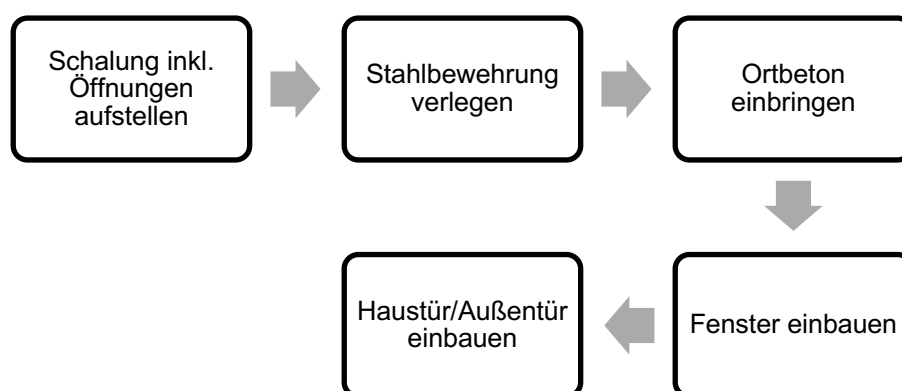 Schalung inkl.
Öffnungen
aufstellen
Stahlbewehrung
verlegen
Ortbeton
einbringen
Fenster einbauen
Haustür/Außentür
einbauen